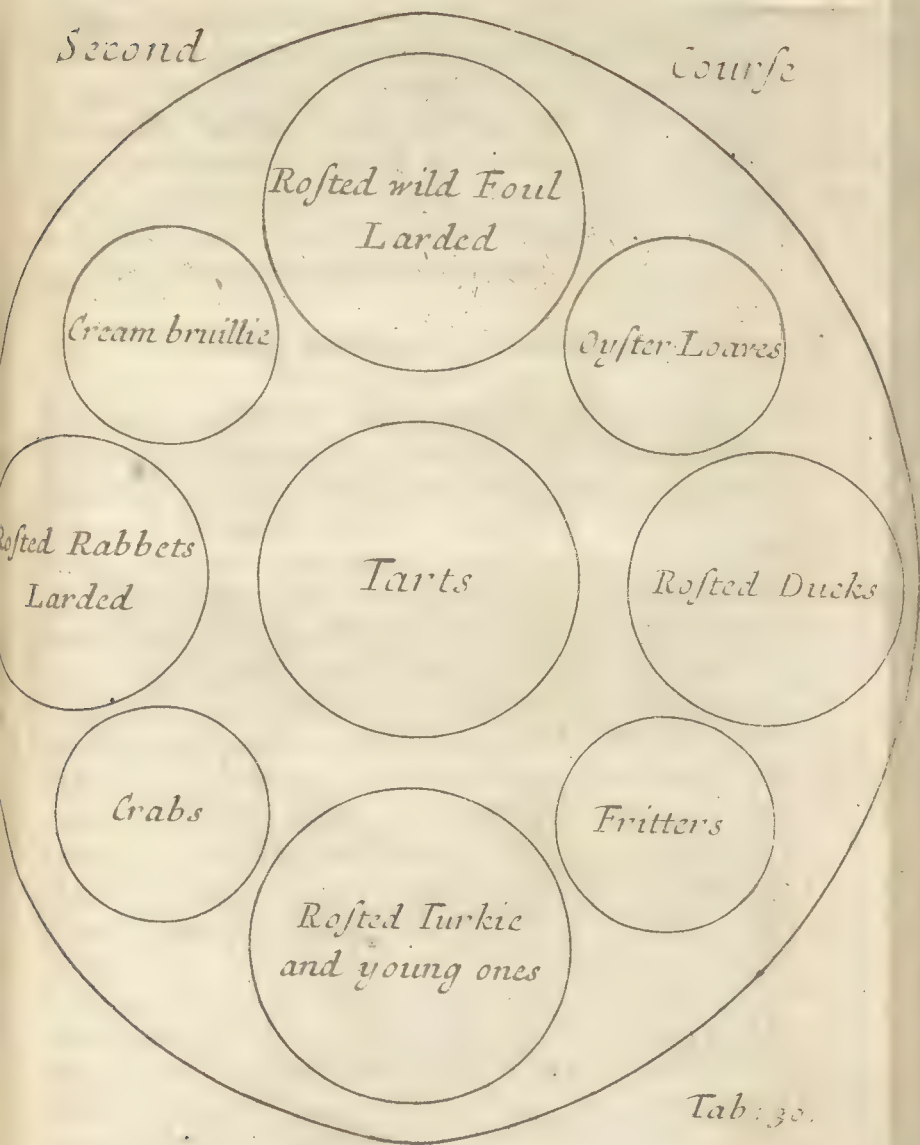 Second Courſe
Roſted wild Foul
Larded
Cream bruillie
Oyſter Loaves
Roſted Rabbets
Larded
Tarts
Roſted Ducks
Crabs
Fritters
Roſted Turkie
and young ones
Tab: 30.